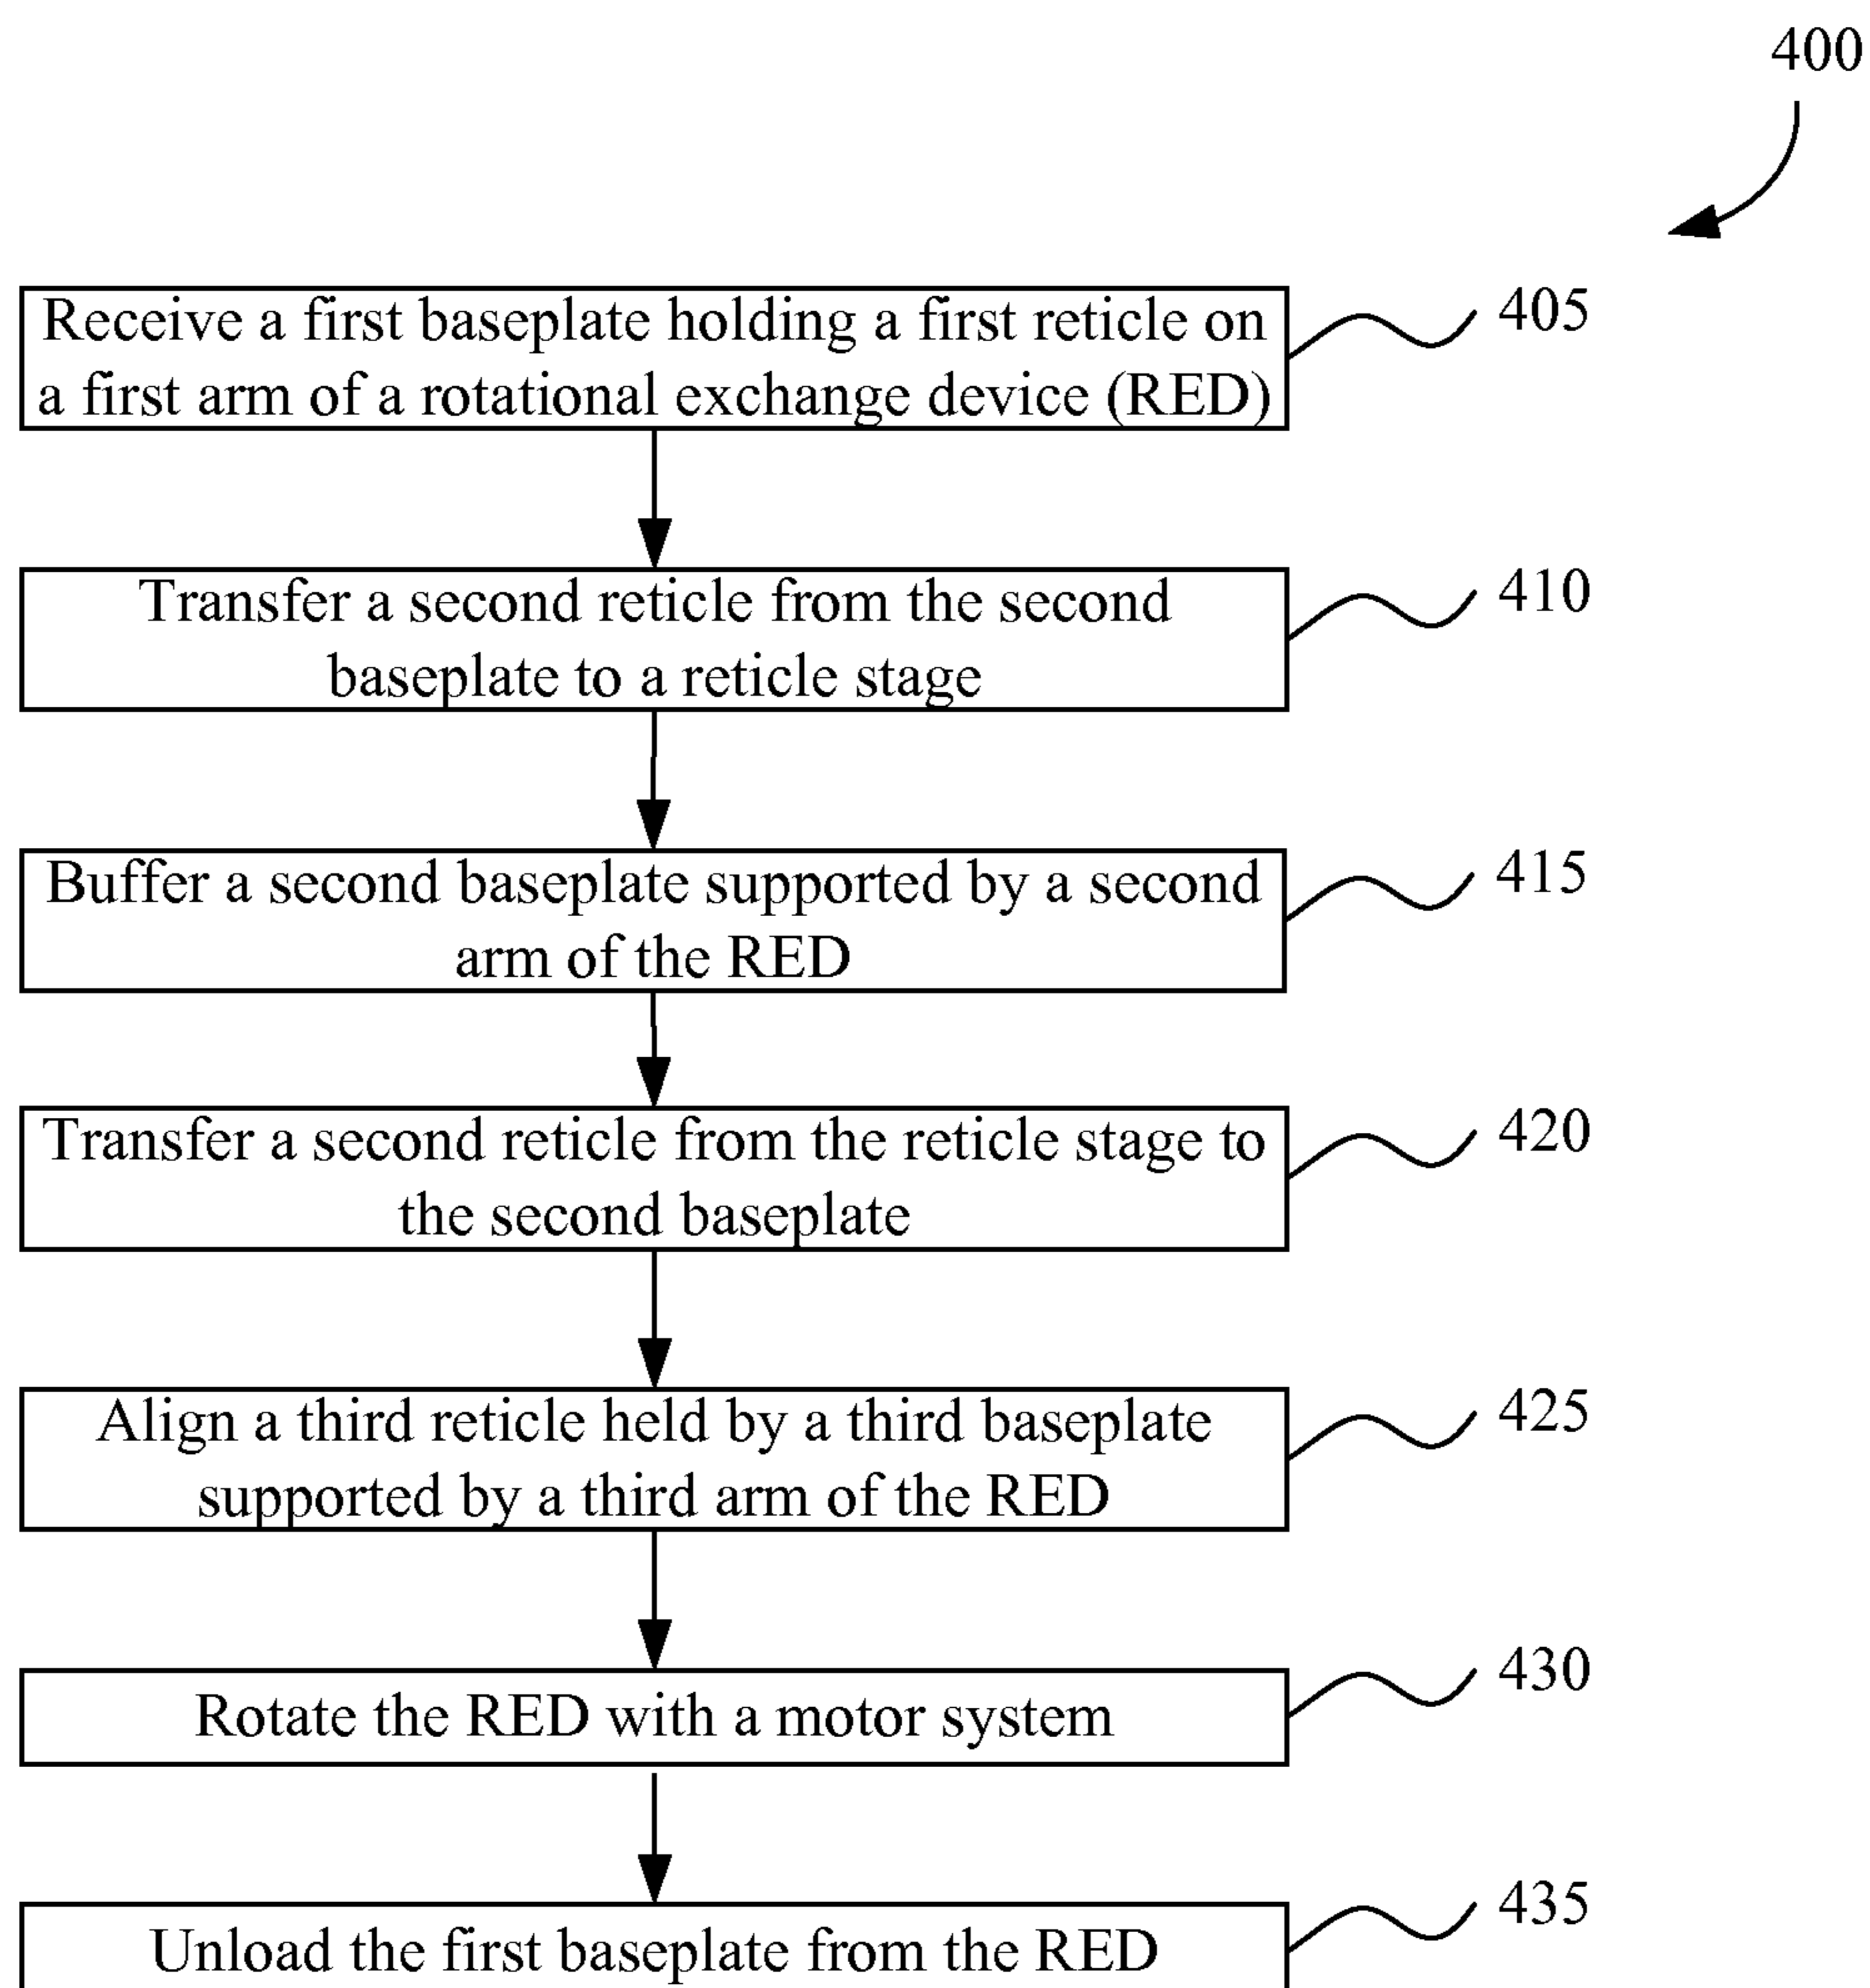 400
Receive a first baseplate holding a first reticle on
a first arm of a rotational exchange device (RED)
405
Transfer a second reticle from the second
baseplate to a reticle stage
410
Buffer a second baseplate supported by a second
arm of the RED
415
Transfer a second reticle from the reticle stage to
the second baseplate
420
Align a third reticle held by a third baseplate
supported by a third arm of the RED
425
Rotate the RED with a motor system
430
Unload the first baseplate from the RED
435